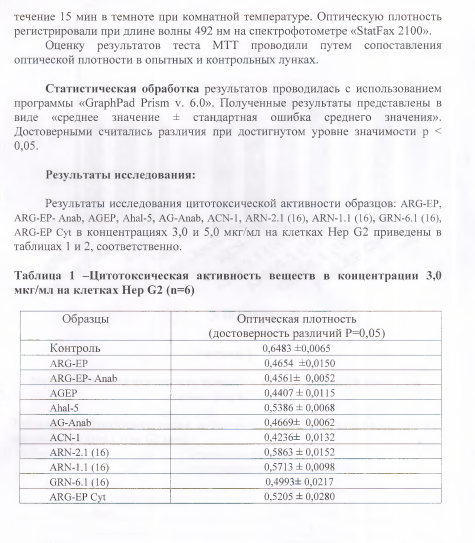 течение 15 мин в темноте при комнатной температуре. Оптическую плотность
регистрировали при длине волны 492 нм на спектрофотометре «StatFax 2100».
Оценку результатов теста МТТ проводили путем сопоставления
оптической плотности в опытных и контрольных лунках.
Статистическая обработка результатов проводилась с использованием
программы «GraphPad Prism v. 6.0». Полученные результаты представлены в
виде «среднее значение ± стандартная ошибка среднего значения».
Достоверными считались различия при достигнутом уровне значимости p <
0,05.
Результаты исследования:
Результаты исследования цитотоксической активности образцов: ARG-EP,
ARG-EP- Anab, AGEP, Ahal-5, AG-Anab, ACN-1, ARN-2.1 (16), ARN-1.1 (16), GRN-6.1 (16),
ARG-EP Cyt в концентрациях 3,0 и 5,0 мкг/мл на клетках Hep G2 приведены в
таблицах 1 и 2, соответственно.
Таблица 1 –Цитотоксическая активность веществ в концентрации 3,0
мкг/мл на клетках Hep G2 (n=6)
Образцы Оптическая плотность
(достоверность различий P=0,05)
Контроль 0,6483 ±0,0065
ARG-EP 0,4654 ±0,0150
ARG-EP- Anab 0,4561± 0,0052
AGEP 0,4407 ± 0,0115
Ahal-5 0,5386 ± 0,0068
AG-Anab 0,4669± 0,0062
ACN-1 0,4236± 0,0132
ARN-2.1 (16) 0,5863 ± 0,0152
ARN-1.1 (16) 0,5713 ± 0,0098
GRN-6.1 (16) 0,4993± 0,0217
ARG-EP Cyt 0,5205 ± 0,0280